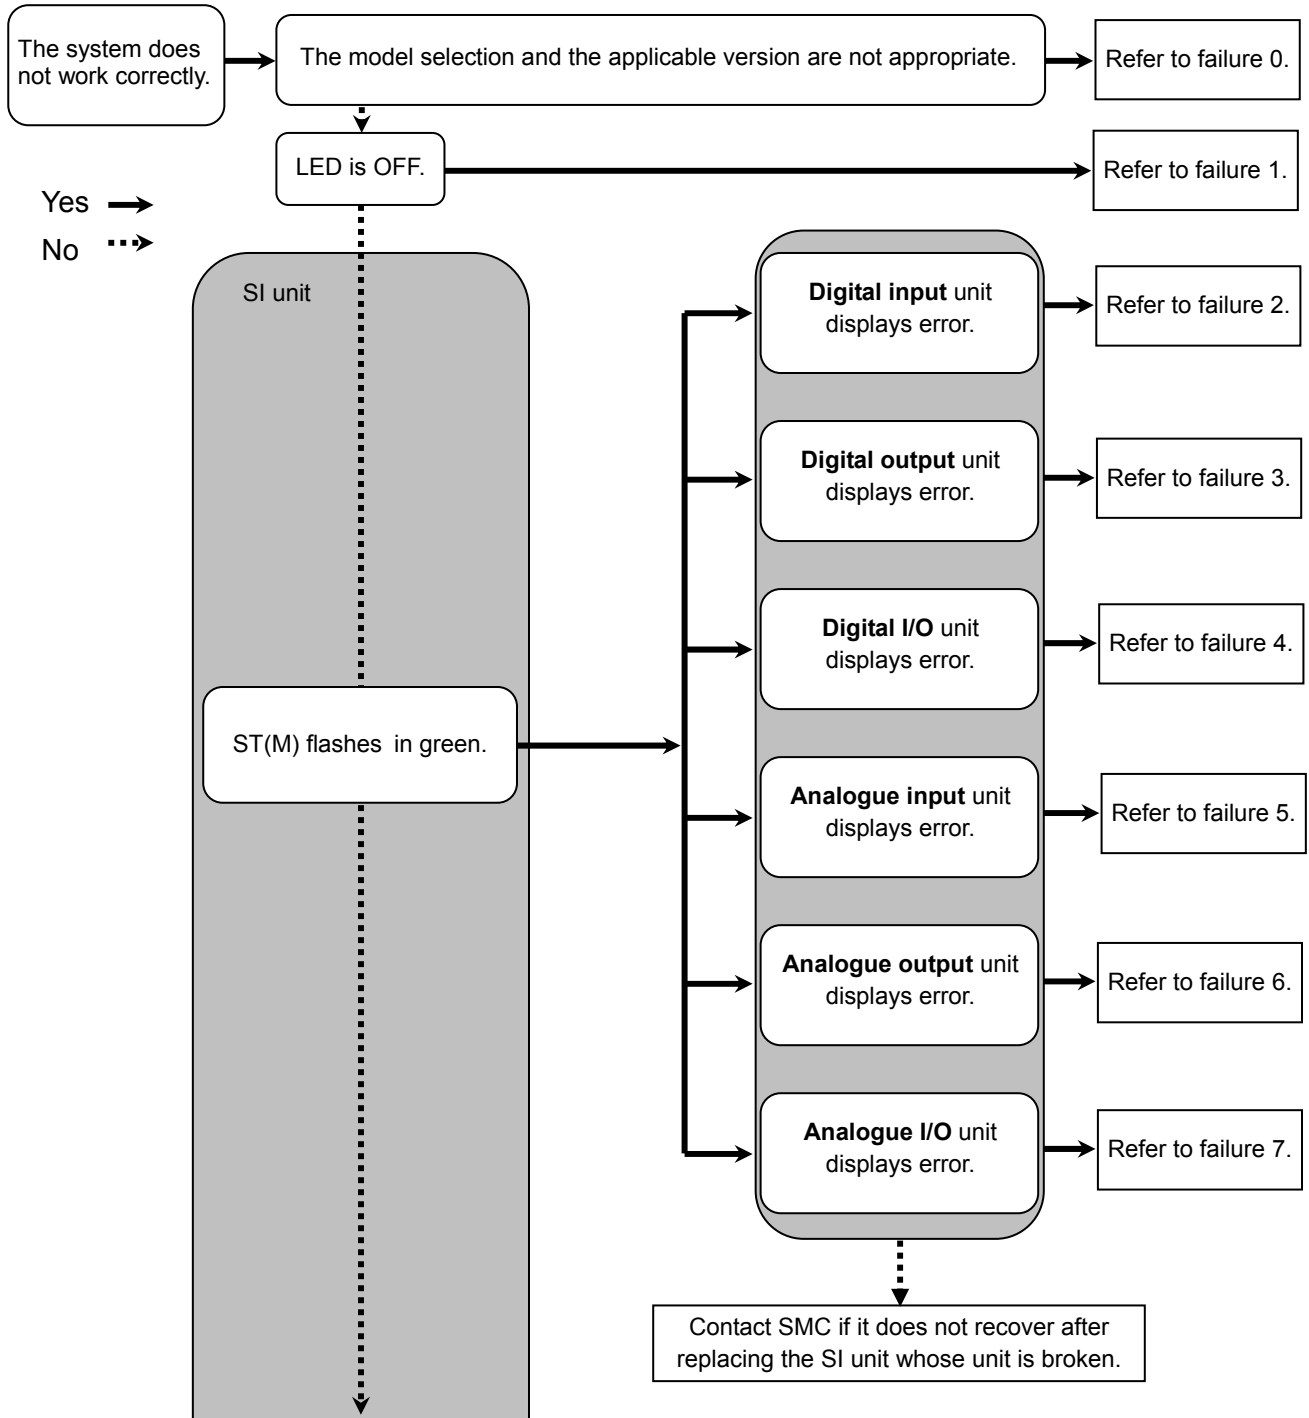 The system does
not work correctly.
The model selection and the applicable version are not appropriate.
Refer to failure 0.
LED is OFF.
Refer to failure 1.
Yes
No
SI unit
Digital input unit
displays error.
Refer to failure 2.
Digital output unit
displays error.
Refer to failure 3.
Digital I/O unit
displays error.
Refer to failure 4.
ST(M) flashes in green.
Analogue input unit
displays error.
Refer to failure 5.
Analogue output unit
displays error.
Refer to failure 6.
Analogue I/O unit
displays error.
Refer to failure 7.
Contact SMC if it does not recover after
replacing the SI unit whose unit is broken.